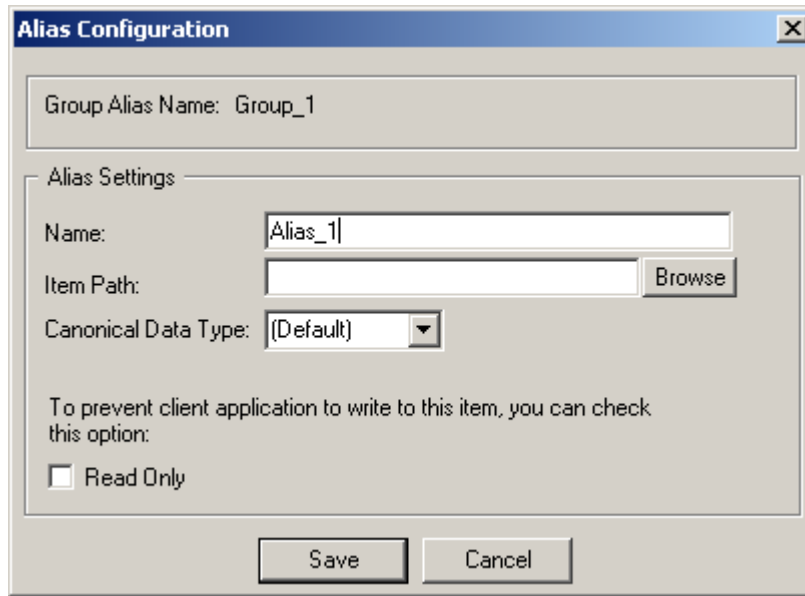 Alias Configuration
Group Alias Name: Group_1
Alias Settings
Name: Alias_1
Item Path: Browse
Canonical Data Type: (Default)
To prevent client application to write to this item, you can check
this option:
Read Only
Save Cancel